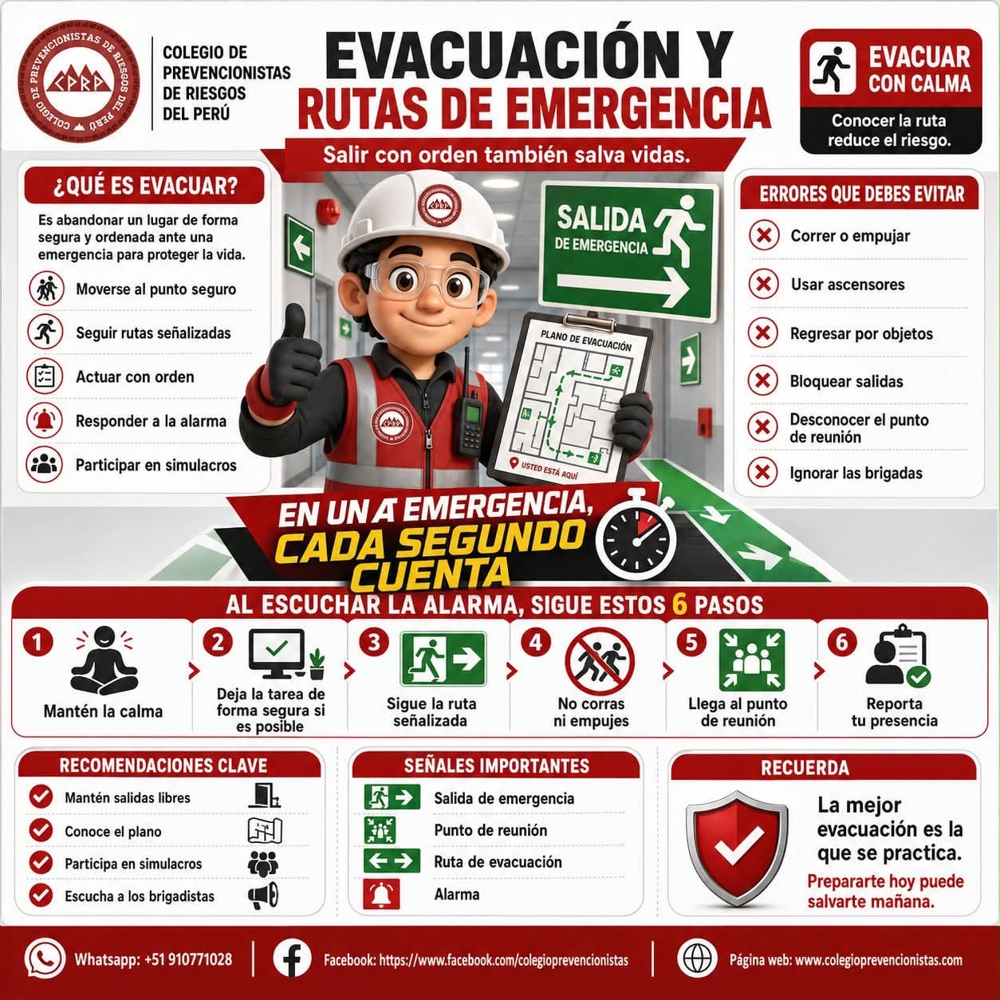 COLEGIO DE PREVENCIONISTAS DE RIESGOS DEL PERÚ
CPRP
COLEGIO DE
PREVENCIONISTAS
DE RIESGOS
DEL PERÚ
EVACUACIÓN Y
RUTAS DE EMERGENCIA
Salir con orden también salva vidas.
EVACUAR
CON CALMA
Conocer la ruta
reduce el riesgo.
¿QUÉ ES EVACUAR?
Es abandonar un lugar de forma
segura y ordenada ante una
emergencia para proteger la vida.
Moverse al punto seguro
Seguir rutas señalizadas
Actuar con orden
Responder a la alarma
Participar en simulacros
CPRP
CPRP
SALIDA
DE EMERGENCIA
PLANO DE EVACUACIÓN
USTED ESTÁ AQUÍ
ERRORES QUE DEBES EVITAR
Correr o empujar
Usar ascensores
Regresar por objetos
Bloquear salidas
Desconocer el punto
de reunión
Ignorar las brigadas
EN UNA EMERGENCIA,
CADA SEGUNDO
CUENTA
AL ESCUCHAR LA ALARMA, SIGUE ESTOS 6 PASOS
1
Mantén la calma
2
Deja la tarea de
forma segura si
es posible
3
Sigue la ruta
señalizada
4
No corras
ni empujes
5
Llega al punto
de reunión
6
Reporta
tu presencia
RECOMENDACIONES CLAVE
Mantén salidas libres
Conoce el plano
Participa en simulacros
Escucha a los brigadistas
SEÑALES IMPORTANTES
Salida de emergencia
Punto de reunión
Ruta de evacuación
Alarma
RECUERDA
La mejor
evacuación es la
que se practica.
Prepararte hoy puede
salvarte mañana.
Whatsapp: +51 910771028
Facebook: https://www.facebook.com/colegioprevencionistas
Página web: www.colegioprevencionistas.com